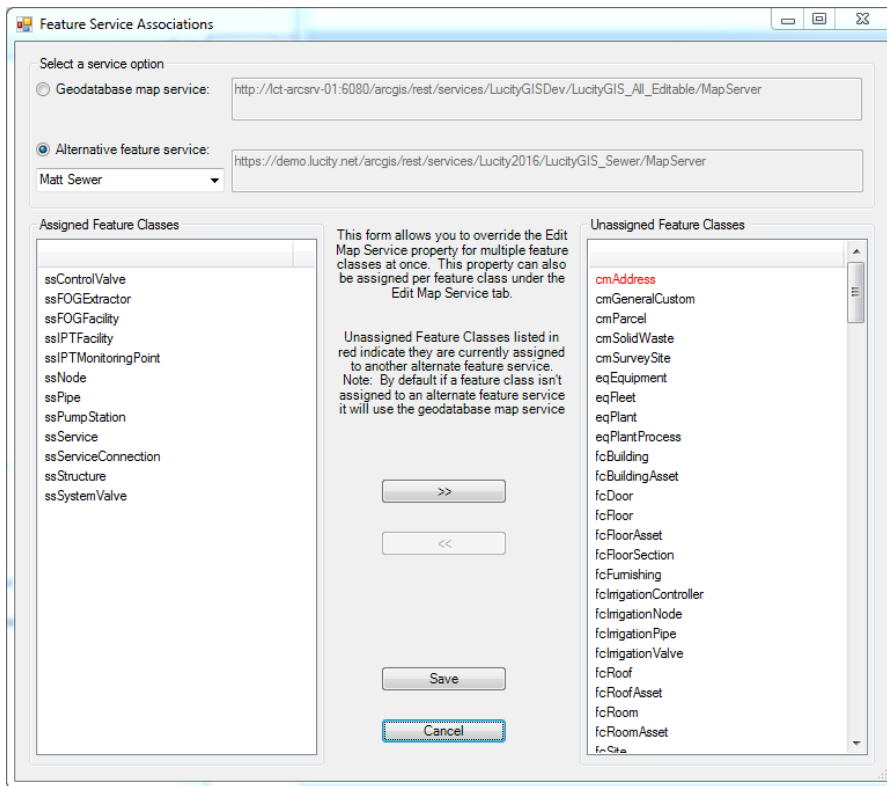 Feature Service Associations
Select a service option
Geodatabase map service:
http://lct-arcsrv-01:6080/arcgis/rest/services/LucityGISDev/LucityGIS_All_Editable/MapServer
Alternative feature service:
https://demo.lucity.net/arcgis/rest/services/Lucity2016/LucityGIS_Sewer/MapServer
Matt Sewer
Assigned Feature Classes
ssControlValve
ssFOGExtractor
ssFOGFacility
ssIPTFacility
ssIPTMonitoringPoint
ssNode
ssPipe
ssPumpStation
ssService
ssServiceConnection
ssStructure
ssSystemValve
This form allows you to override the Edit
Map Service property for multiple feature
classes at once. This property can also
be assigned per feature class under the
Edit Map Service tab.
Unassigned Feature Classes listed in
red indicate they are currently assigned
to another alternate feature service.
Note: By default if a feature class isn't
assigned to an alternate feature service
it will use the geodatabase map service
>>
<<
Save
Cancel
Unassigned Feature Classes
cmAddress
cmGeneralCustom
cmParcel
cmSolidWaste
cmSurveySite
eqEquipment
eqFleet
eqPlant
eqPlantProcess
fcBuilding
fcBuildingAsset
fcDoor
fcFloor
fcFloorAsset
fcFloorSection
fcFurnishing
fcIrrigationController
fcIrrigationNode
fcIrrigationPipe
fcIrrigationValve
fcRoof
fcRoofAsset
fcRoom
fcRoomAsset
fcSite